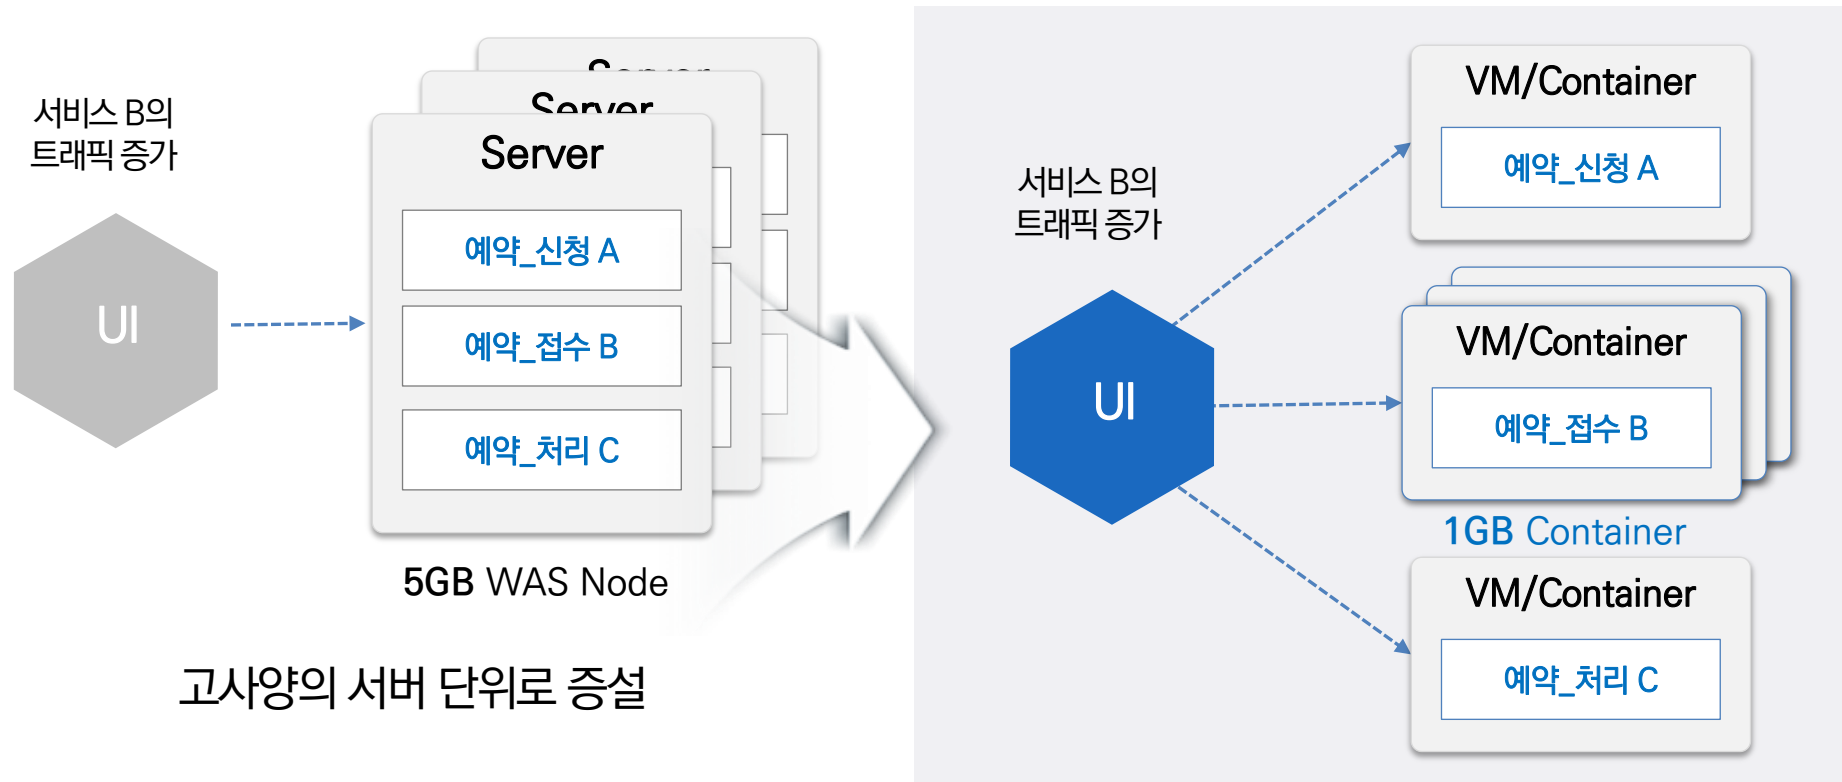 서비스 B의
트래픽 증가
UI
Server
Server
Server
예약_신청 A
예약_접수 B
예약_처리 C
5GB WAS Node
고사양의 서버 단위로 증설
서비스 B의
트래픽 증가
UI
VM/Container
예약_신청 A
VM/Container
예약_접수 B
1GB Container
VM/Container
예약_처리 C